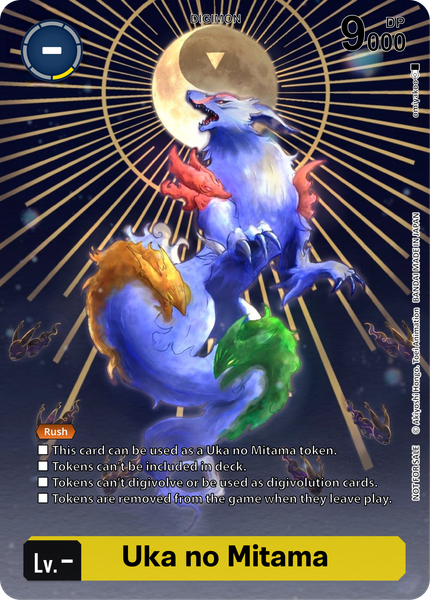 DIGIMON
–
9000
DP
omiyakoo
Rush
This card can be used as a Uka no Mitama token.
Tokens can't be included in deck.
Tokens can't digivolve or be used as digivolution cards.
Tokens are removed from the game when they leave play.
NOT FOR SALE © Akiyoshi Hongo, Toei Animation BANDAI MADE IN JAPAN
Lv.–
Uka no Mitama